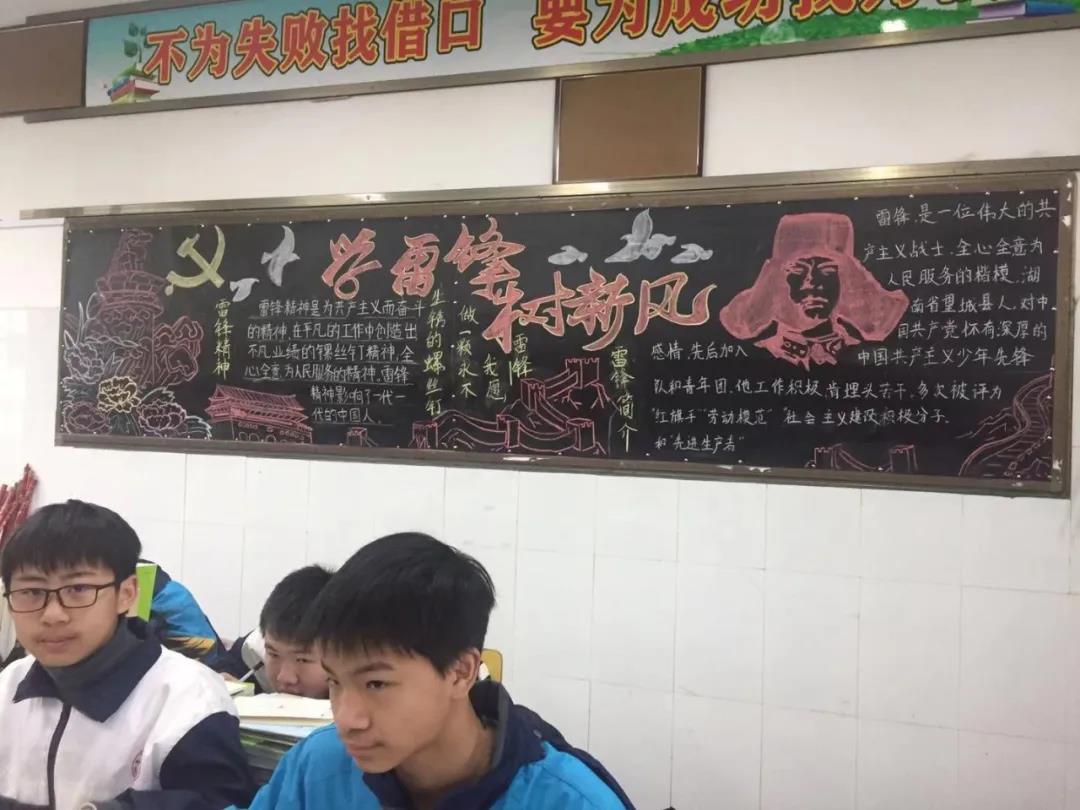 不为失败找借口 要为成功找方
学雷锋
树新风
雷锋精神
雷锋精神是为共产主义而奋斗
的精神，在平凡的工作中创造出
不凡业绩的"螺丝钉"精神，全
心全意为人民服务的精神，雷锋
精神影响了一代一
代的中国人。
雷锋
我愿
做一颗永不
生锈的螺丝钉
雷锋简介
雷锋是一位伟大的共
产主义战士，全心全意为
人民服务的楷模，湖
南省望城县人，对中
国共产党怀有深厚的
感情，先后加入中国共产主义少年先锋
队和青年团，他工作积极，肯埋头苦干，多次被评为
"红旗手""劳动模范""社会主义建设积极分子、
和"先进生产者"